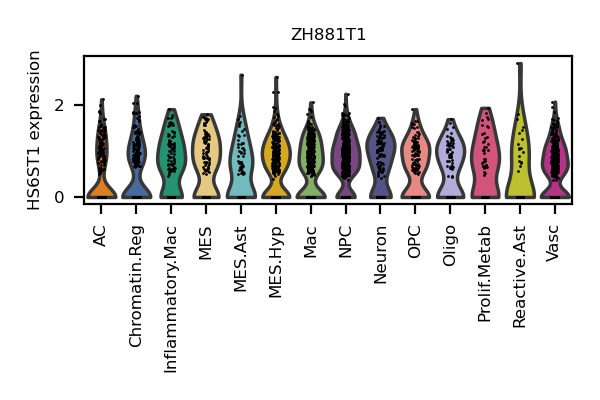 ZH881T1
HS6ST1 expression
2
0
AC
Chromatin.Reg
Inflammatory.Mac
MES
MES.Ast
MES.Hyp
Mac
NPC
Neuron
OPC
Oligo
Prolif.Metab
Reactive.Ast
Vasc